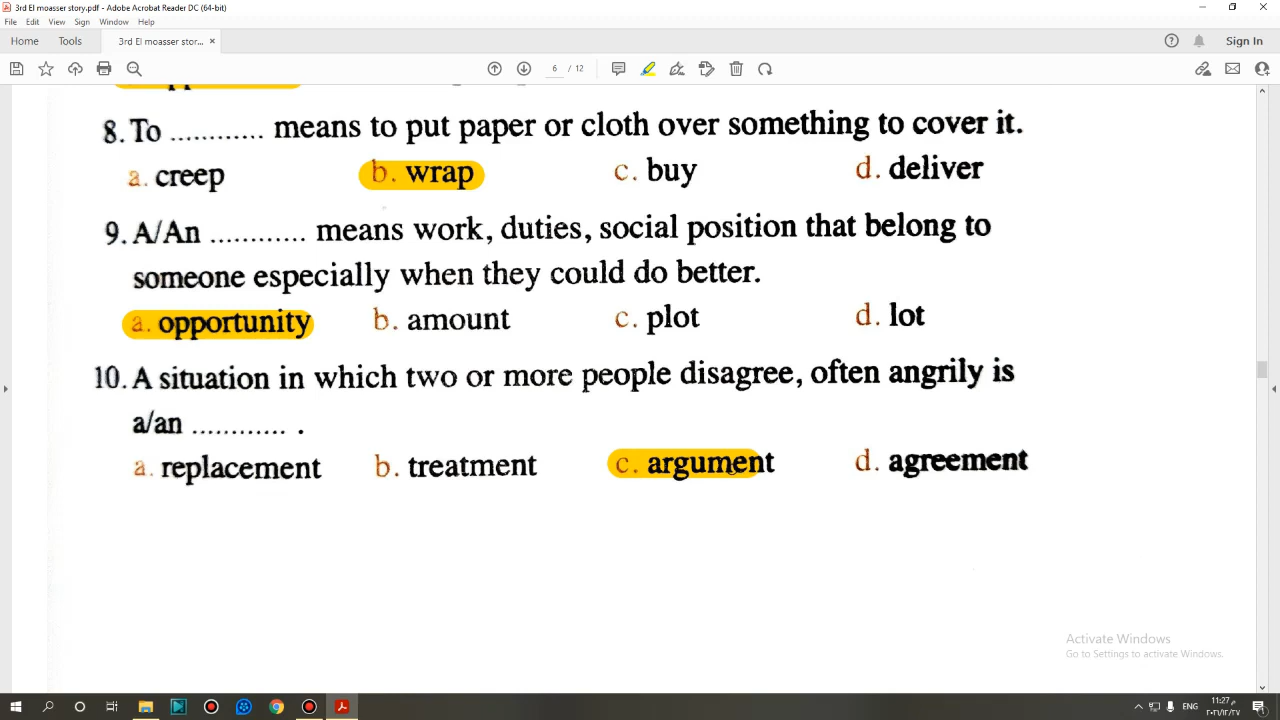 3rd El moasser story.pdf - Adobe Acrobat Reader DC (64-bit)
File Edit View Sign Window Help
Home Tools 3rd El moasser stor... × Sign In
6 / 12
8. To ............ means to put paper or cloth over something to cover it.
a. creep b. wrap c. buy d. deliver
9. A/An ............ means work, duties, social position that belong to
someone especially when they could do better.
a. opportunity b. amount c. plot d. lot
10. A situation in which two or more people disagree, often angrily is
a/an ............ .
a. replacement b. treatment c. argument d. agreement
Activate Windows
Go to Settings to activate Windows.
ENG 11:27 م